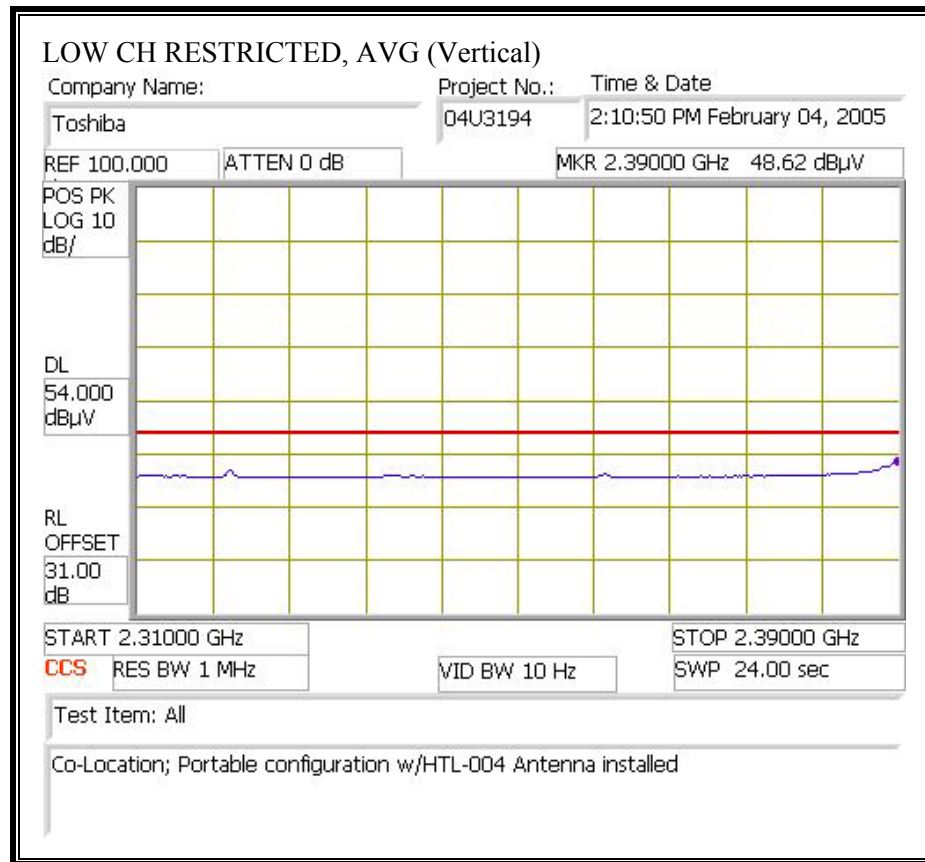 LOW CH RESTRICTED, AVG (Vertical)
Company Name: Project No.: Time & Date
Toshiba 04U3194 2:10:50 PM February 04, 2005
REF 100.000 ATTEN 0 dB MKR 2.39000 GHz 48.62 dBµV
POS PK
LOG 10
dB/
DL
54.000
dBµV
RL
OFFSET
31.00
dB
START 2.31000 GHz STOP 2.39000 GHz
CCS RES BW 1 MHz VID BW 10 Hz SWP 24.00 sec
Test Item: All
Co-Location; Portable configuration w/HTL-004 Antenna installed